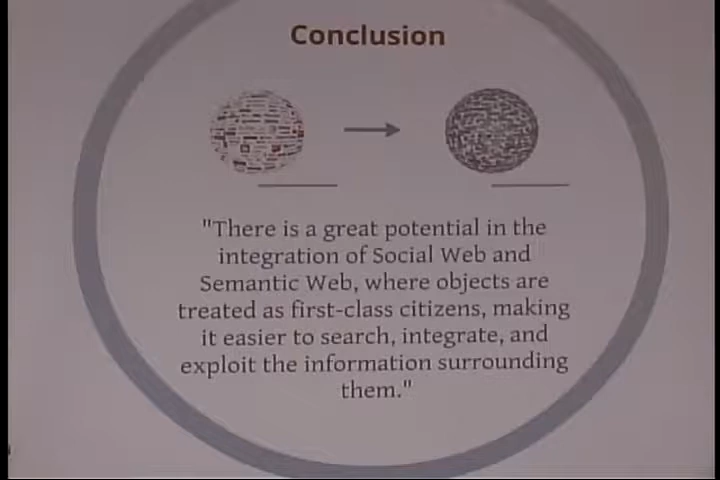 Conclusion
"There is a great potential in the
integration of Social Web and
Semantic Web, where objects are
treated as first-class citizens, making
it easier to search, integrate, and
exploit the information surrounding
them."